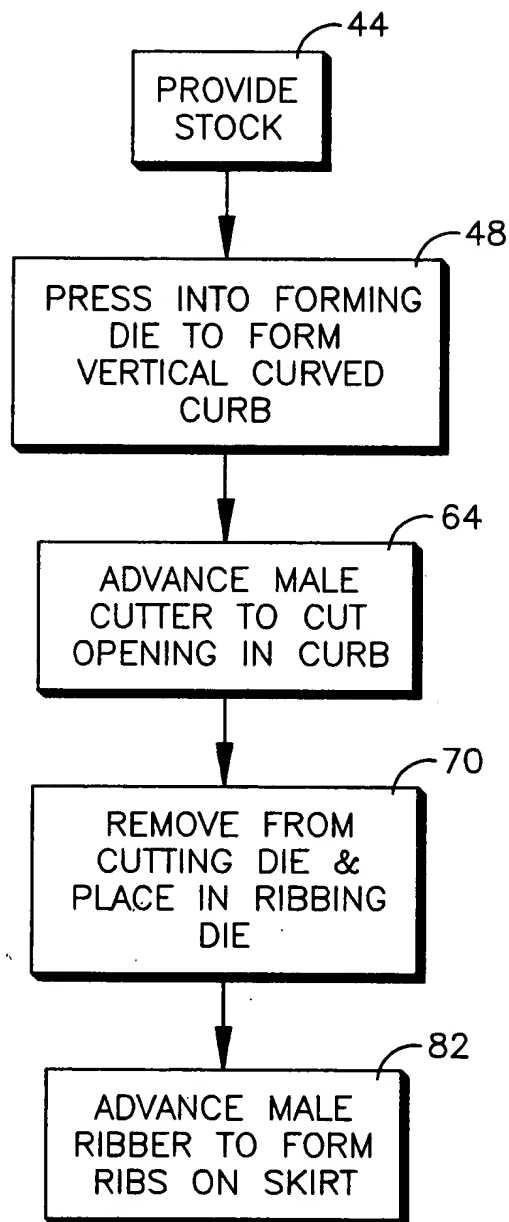 44
PROVIDE
STOCK
48
PRESS INTO FORMING
DIE TO FORM
VERTICAL CURVED
CURB
64
ADVANCE MALE
CUTTER TO CUT
OPENING IN CURB
70
REMOVE FROM
CUTTING DIE &
PLACE IN RIBBING
DIE
82
ADVANCE MALE
RIBBER TO FORM
RIBS ON SKIRT